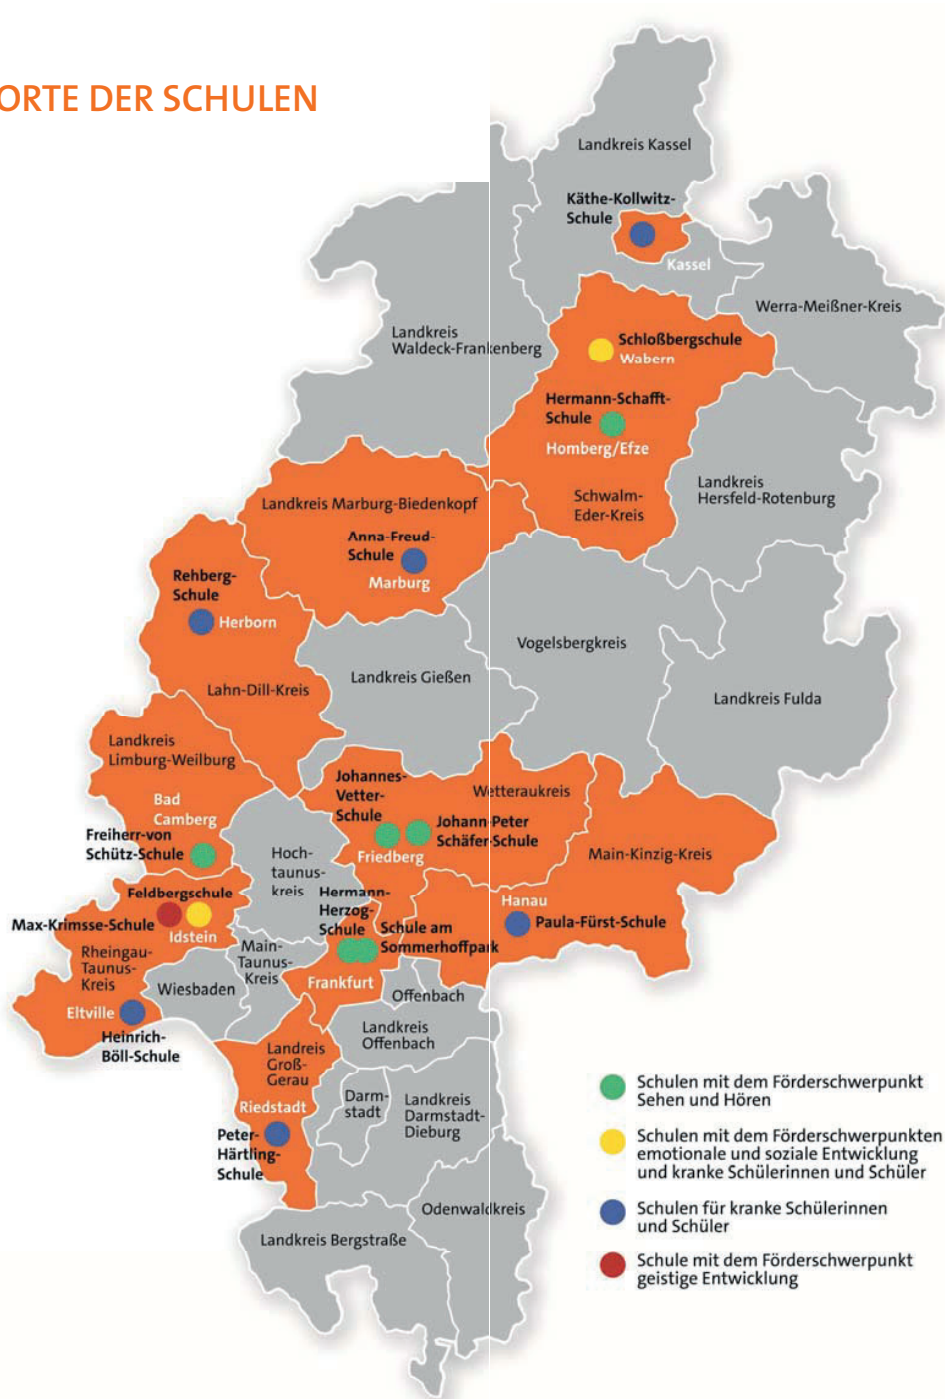 ORTE DER SCHULEN
Landkreis Kassel
Käthe-Kollwitz-
Schule
Kassel
Werra-Meißner-Kreis
Landkreis
Waldeck-Frankenberg
Schloßbergschule
Wabern
Hermann-Schafft-
Schule
Homberg/Efze
Schwalm-
Eder-Kreis
Landkreis
Hersfeld-Rotenburg
Landkreis Marburg-Biedenkopf
Anna-Freud-
Schule
Marburg
Rehberg-
Schule
Herborn
Lahn-Dill-Kreis
Landkreis Gießen
Vogelsbergkreis
Landkreis Fulda
Landkreis
Limburg-Weilburg
Bad
Camberg
Freiherr-von
Schütz-Schule
Johannes-
Vetter-
Schule
Wetteraukreis
Johann-Peter
Schäfer-Schule
Friedberg
Main-Kinzig-Kreis
Hoch-
taunus-
kreis
Hanau
Paula-Fürst-Schule
Feldbergschule
Max-Krimsse-Schule
Idstein
Hermann-
Herzog-
Schule
Schule am
Sommerhoffpark
Frankfurt
Rheingau-
Taunus-
Kreis
Main-
Taunus-
Kreis
Wiesbaden
Offenbach
Eltville
Heinrich-
Böll-Schule
Landkreis
Offenbach
Landreis
Groß-
Gerau
Riedstadt
Peter-
Härtling-
Schule
Darm-
stadt
Landkreis
Darmstadt-
Dieburg
Odenwaldkreis
Landkreis Bergstraße
Schulen mit dem Förderschwerpunkt
Sehen und Hören
Schulen mit dem Förderschwerpunkten
emotionale und soziale Entwicklung
und kranke Schülerinnen und Schüler
Schulen für kranke Schülerinnen
und Schüler
Schule mit dem Förderschwerpunkt
geistige Entwicklung